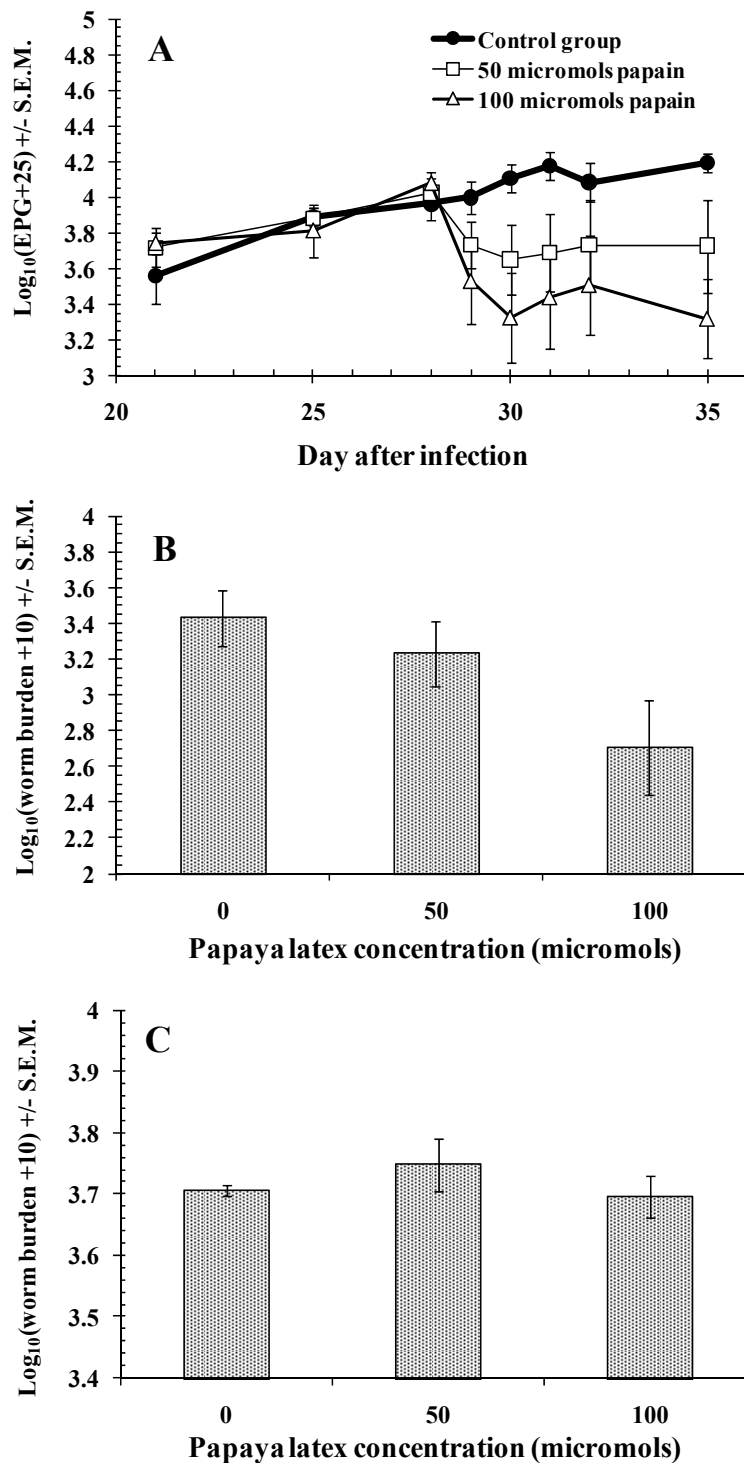 A
Control group
50 micromols papain
100 micromols papain
Log10(EPG+25) +/- S.E.M.
5
4.8
4.6
4.4
4.2
4
3.8
3.6
3.4
3.2
3
20 25 30 35
Day after infection
B
Log10(worm burden +10) +/- S.E.M.
4
3.8
3.6
3.4
3.2
3
2.8
2.6
2.4
2.2
2
0 50 100
Papaya latex concentration (micromols)
C
Log10(worm burden +10) +/- S.E.M.
4
3.9
3.8
3.7
3.6
3.5
3.4
0 50 100
Papaya latex concentration (micromols)